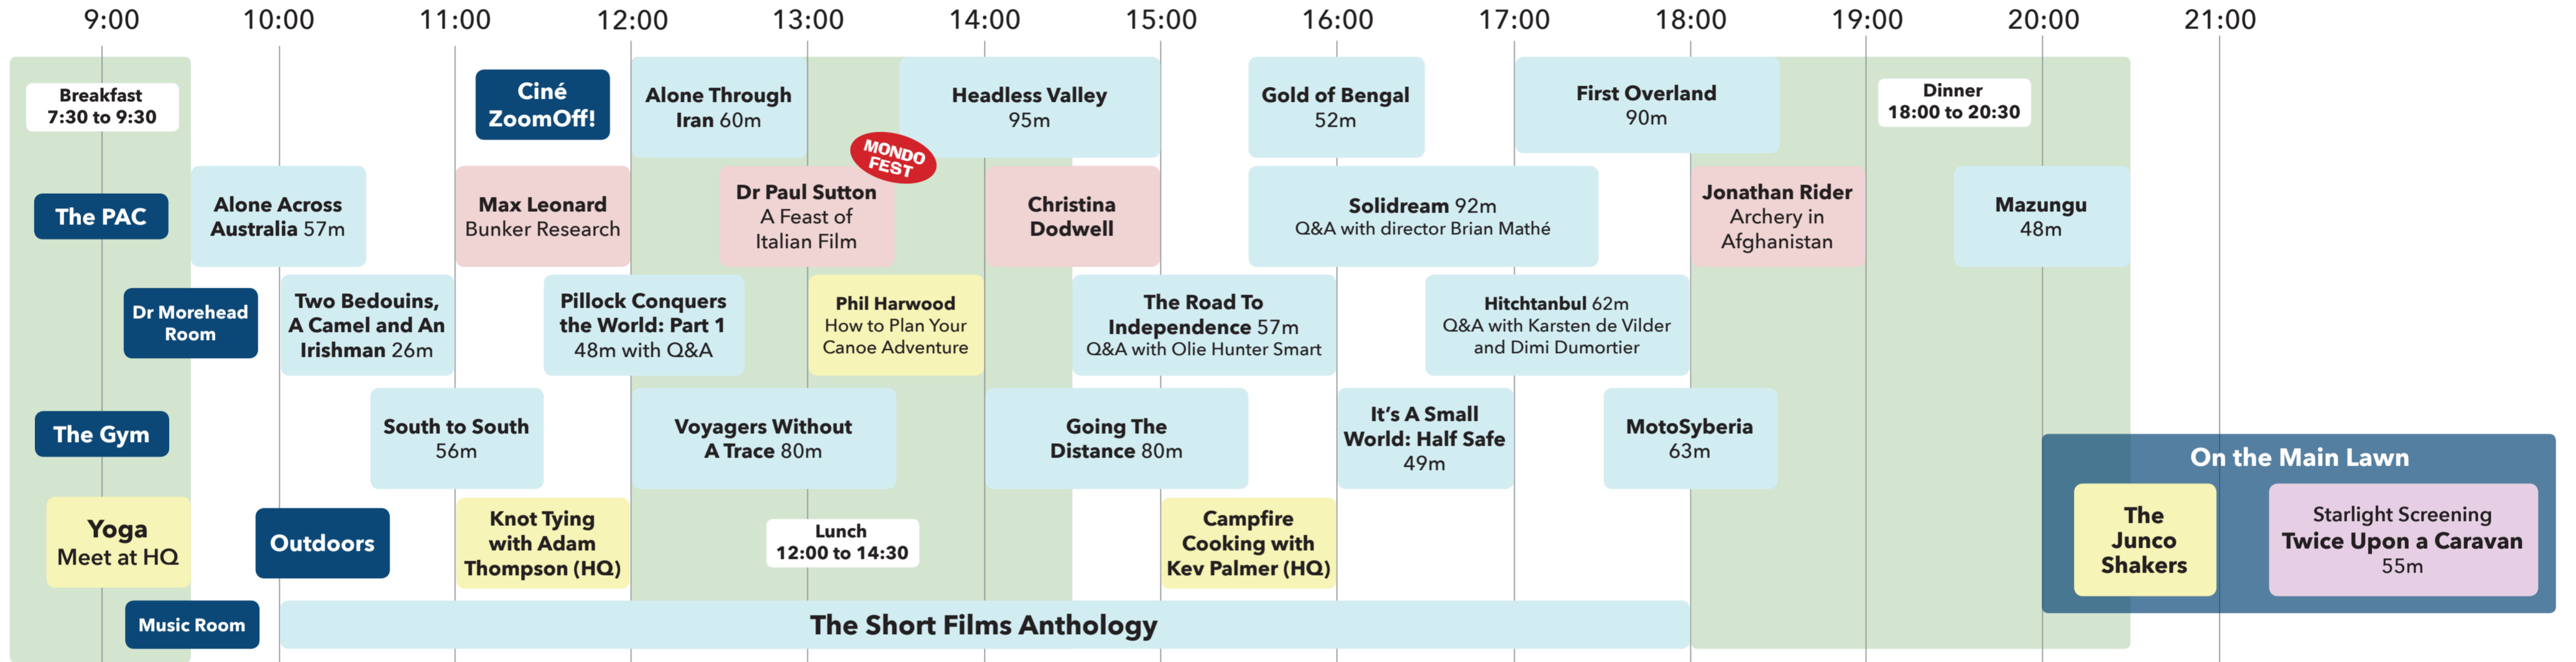 9:00 10:00 11:00 12:00 13:00 14:00 15:00 16:00 17:00 18:00 19:00 20:00 21:00
Breakfast
7:30 to 9:30
Ciné
ZoomOff!
Alone Through
Iran 60m
Headless Valley
95m
Gold of Bengal
52m
First Overland
90m
Dinner
18:00 to 20:30
MONDO
FEST
The PAC
Alone Across
Australia 57m
Max Leonard
Bunker Research
Dr Paul Sutton
A Feast of
Italian Film
Christina
Dodwell
Solidream 92m
Q&A with director Brian Mathé
Jonathan Rider
Archery in
Afghanistan
Mazungu
48m
Dr Morehead
Room
Two Bedouins,
A Camel and An
Irishman 26m
Pillock Conquers
the World: Part 1
48m with Q&A
Phil Harwood
How to Plan Your
Canoe Adventure
The Road To
Independence 57m
Q&A with Olie Hunter Smart
Hitchtanbul 62m
Q&A with Karsten de Vilder
and Dimi Dumortier
The Gym
South to South
56m
Voyagers Without
A Trace 80m
Going The
Distance 80m
It's A Small
World: Half Safe
49m
MotoSyberia
63m
On the Main Lawn
Yoga
Meet at HQ
Outdoors
Knot Tying
with Adam
Thompson (HQ)
Lunch
12:00 to 14:30
Campfire
Cooking with
Kev Palmer (HQ)
The
Junco
Shakers
Starlight Screening
Twice Upon a Caravan
55m
Music Room
The Short Films Anthology